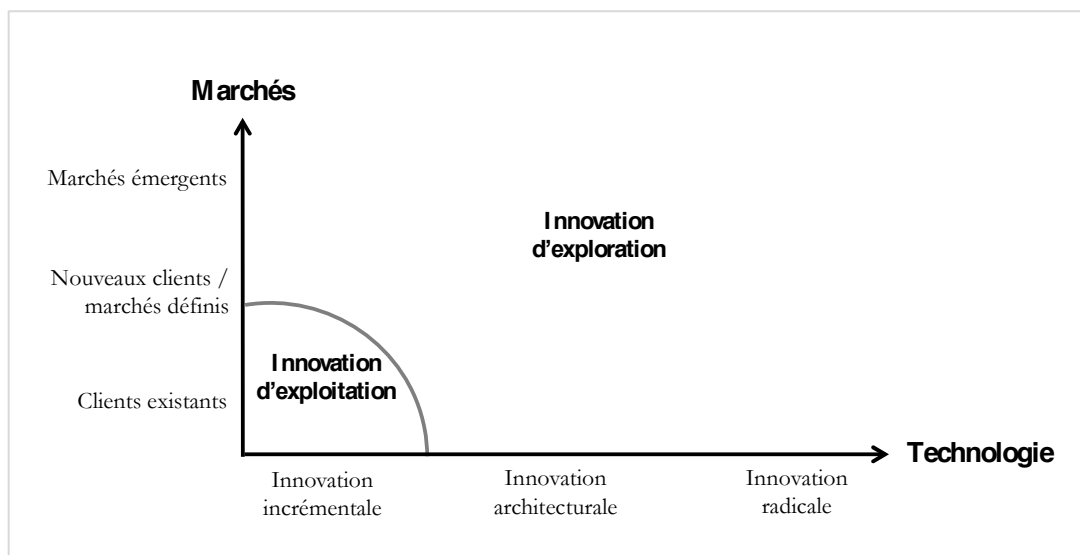 Marchés
Marchés émergents
Innovation
d'exploration
Nouveaux clients /
marchés définis
Innovation
d'exploitation
Clients existants
Technologie
Innovation
incrémentale
Innovation
architecturale
Innovation
radicale